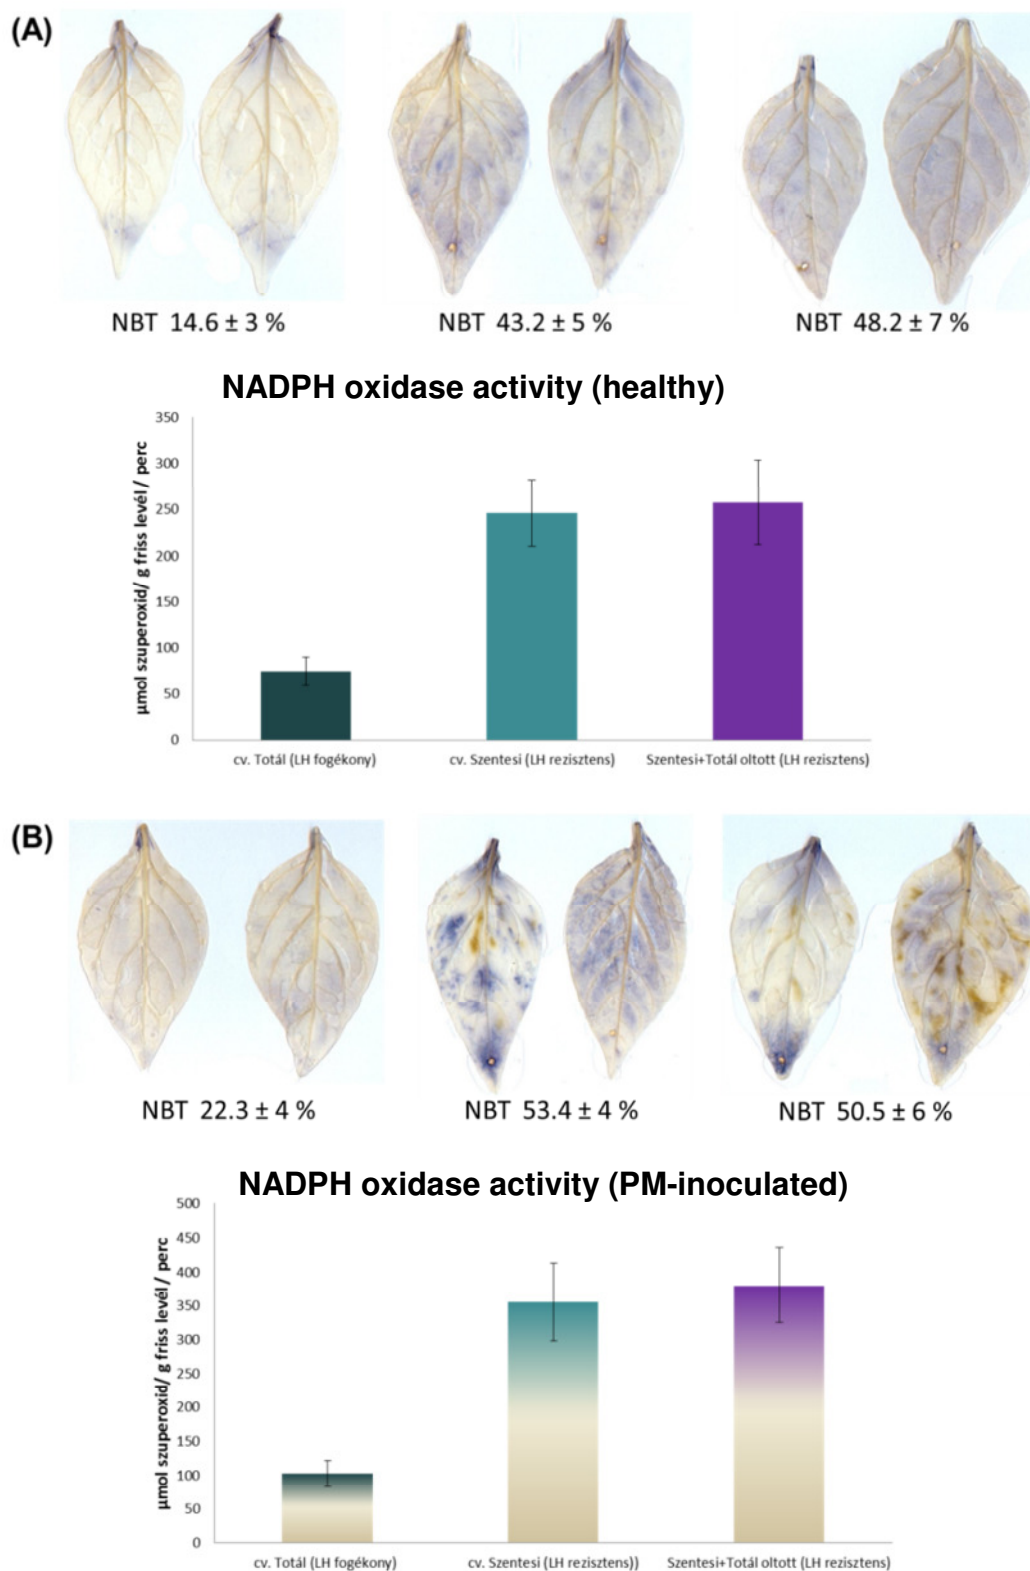 (A)
NBT 14.6 ± 3 %
NBT 43.2 ± 5 %
NBT 48.2 ± 7 %
NADPH oxidase activity (healthy)
µmol szuperoxid/ g friss levél/ perc
350
300
250
200
150
100
50
0
cv. Totál (LH fogékony)
cv. Szentesi (LH rezisztens)
Szentesi+Totál oltott (LH rezisztens)
(B)
NBT 22.3 ± 4 %
NBT 53.4 ± 4 %
NBT 50.5 ± 6 %
NADPH oxidase activity (PM-inoculated)
µmol szuperoxid/ g friss levél/ perc
500
450
400
350
300
250
200
150
100
50
0
cv. Totál (LH fogékony)
cv. Szentesi (LH rezisztens))
Szentesi+Totál oltott (LH rezisztens)